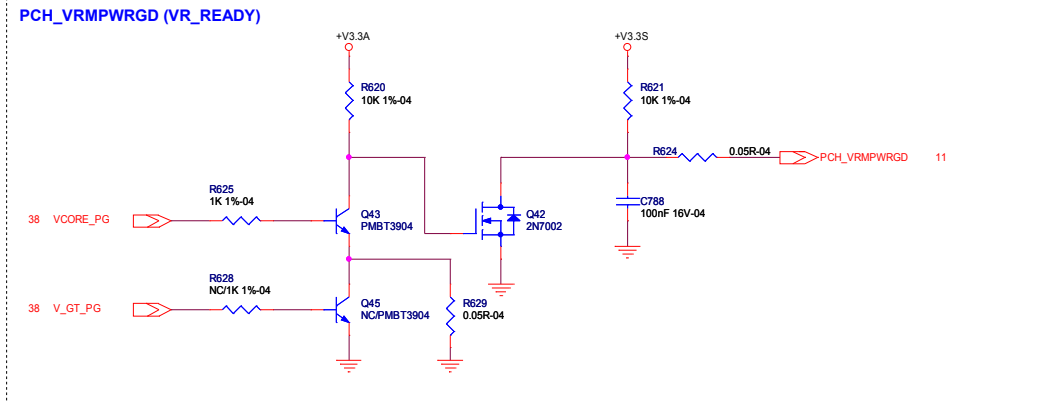 PCH_VRMPWRGD (VR_READY)
+V3.3A
+V3.3S
R620
10K 1%-04
R621
10K 1%-04
R624
0.05R-04
PCH_VRMPWRGD 11
R625
1K 1%-04
C788
100nF 16V-04
38 VCORE_PG
Q43
PMBT3904
Q42
2N7002
R628
NC/1K 1%-04
38 V_GT_PG
Q45
NC/PMBT3904
R629
0.05R-04